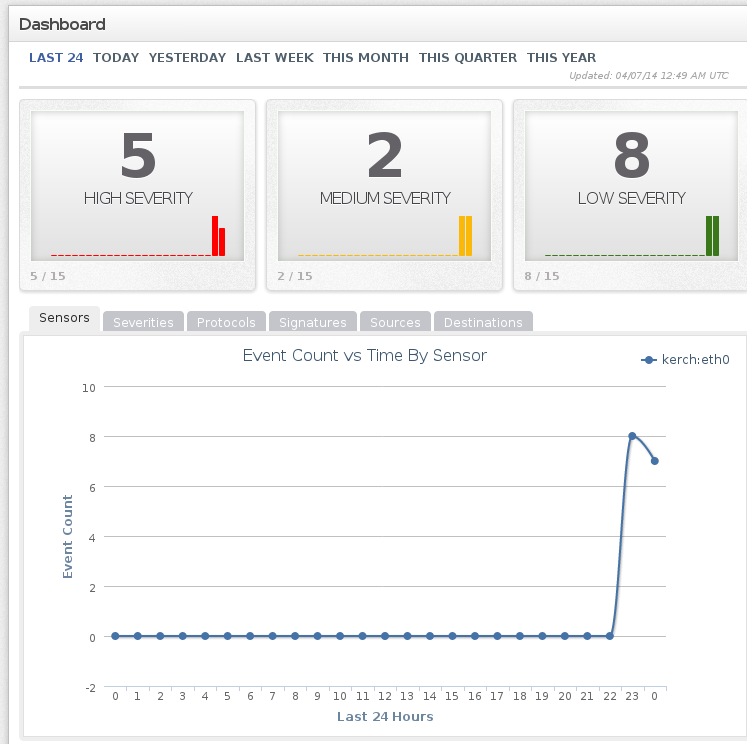 Dashboard
LAST 24 TODAY YESTERDAY LAST WEEK THIS MONTH THIS QUARTER THIS YEAR
Updated: 04/07/14 12:49 AM UTC
5 2 8
HIGH SEVERITY MEDIUM SEVERITY LOW SEVERITY
5 / 15 2 / 15 8 / 15
Sensors Severities Protocols Signatures Sources Destinations
Event Count vs Time By Sensor
kerch:eth0
10
8
6
4
2
0
-2
Event Count
0 1 2 3 4 5 6 7 8 9 10 11 12 13 14 15 16 17 18 19 20 21 22 23 0
Last 24 Hours